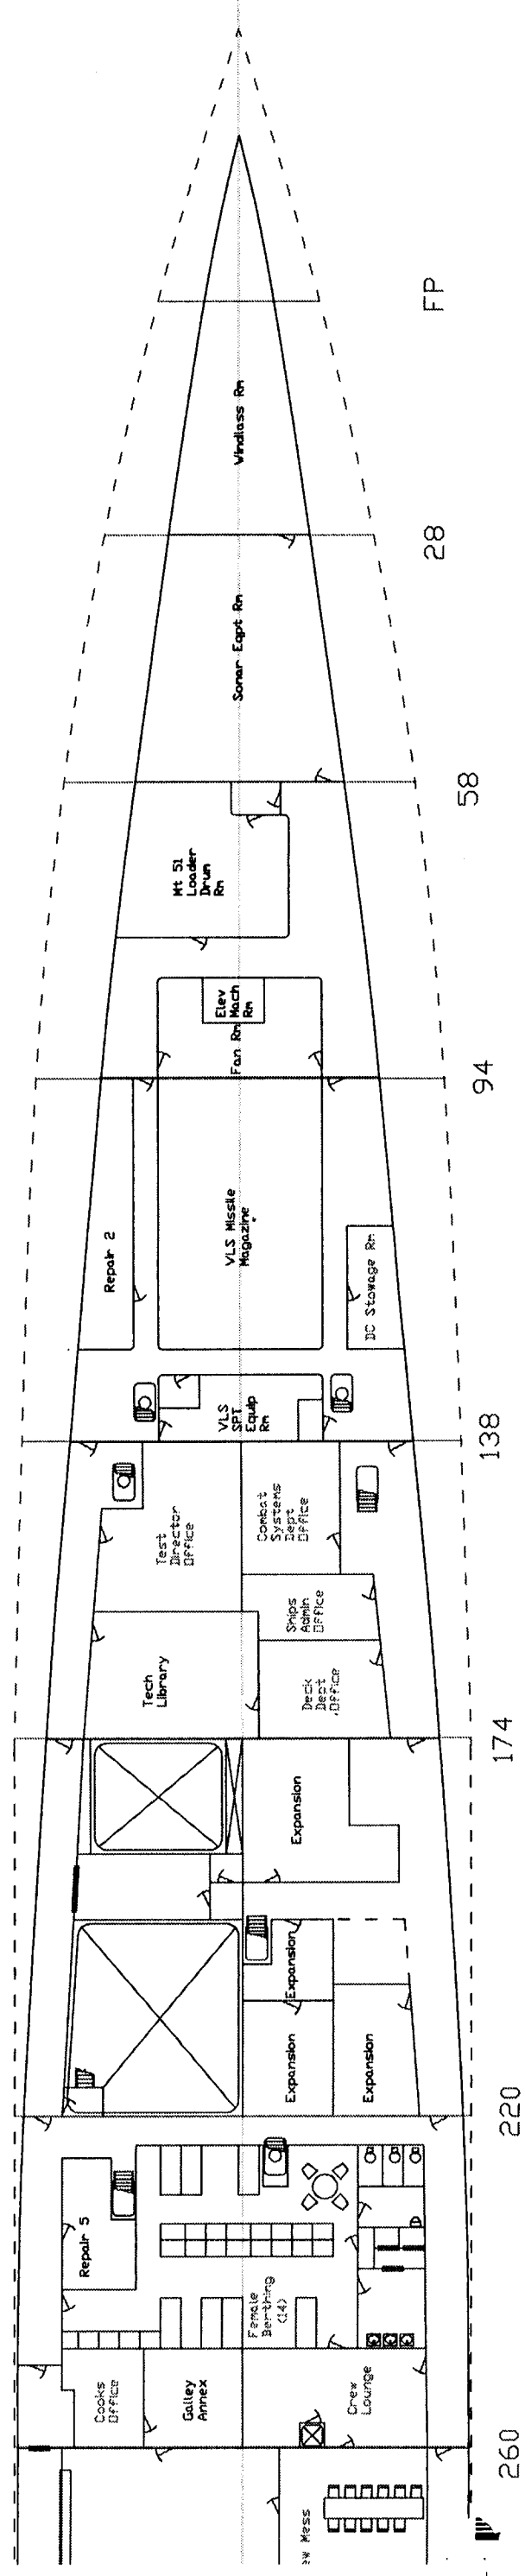 FP
Windlass Rm
28
Sonar Eqpt Rm
58
Mt 51
Loader
Drum
Rm
Elev
Mach
Rm
Fan Rm
94
VLS Missile
Magazine
Repair 2
DC Stowage Rm
VLS
SPT
Equip
Rm
138
Test
Director
Office
Combat
Systems
Dept
Office
Ships
Admin
Office
Tech
Library
Deck
Dept
Office
174
Expansion
Expansion
Expansion
Expansion
220
Repair 5
Female
Berthing
(14)
Cooks
Office
Galley
Annex
Crew
Lounge
260
ew Mess